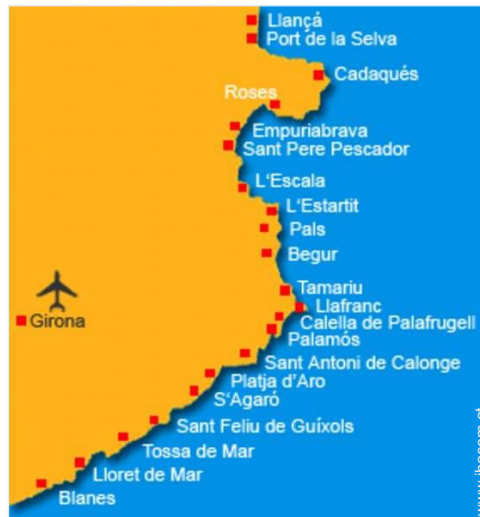 Llançá
Port de la Selva
Cadaqués
Roses
Empuriabrava
Sant Pere Pescador
L'Escala
L'Estartit
Pals
Begur
Tamariu
Llafranc
Girona
Calella de Palafrugell
Palamós
Sant Antoni de Calonge
Platja d'Aro
S'Agaró
Sant Feliu de Guíxols
Tossa de Mar
Lloret de Mar
Blanes